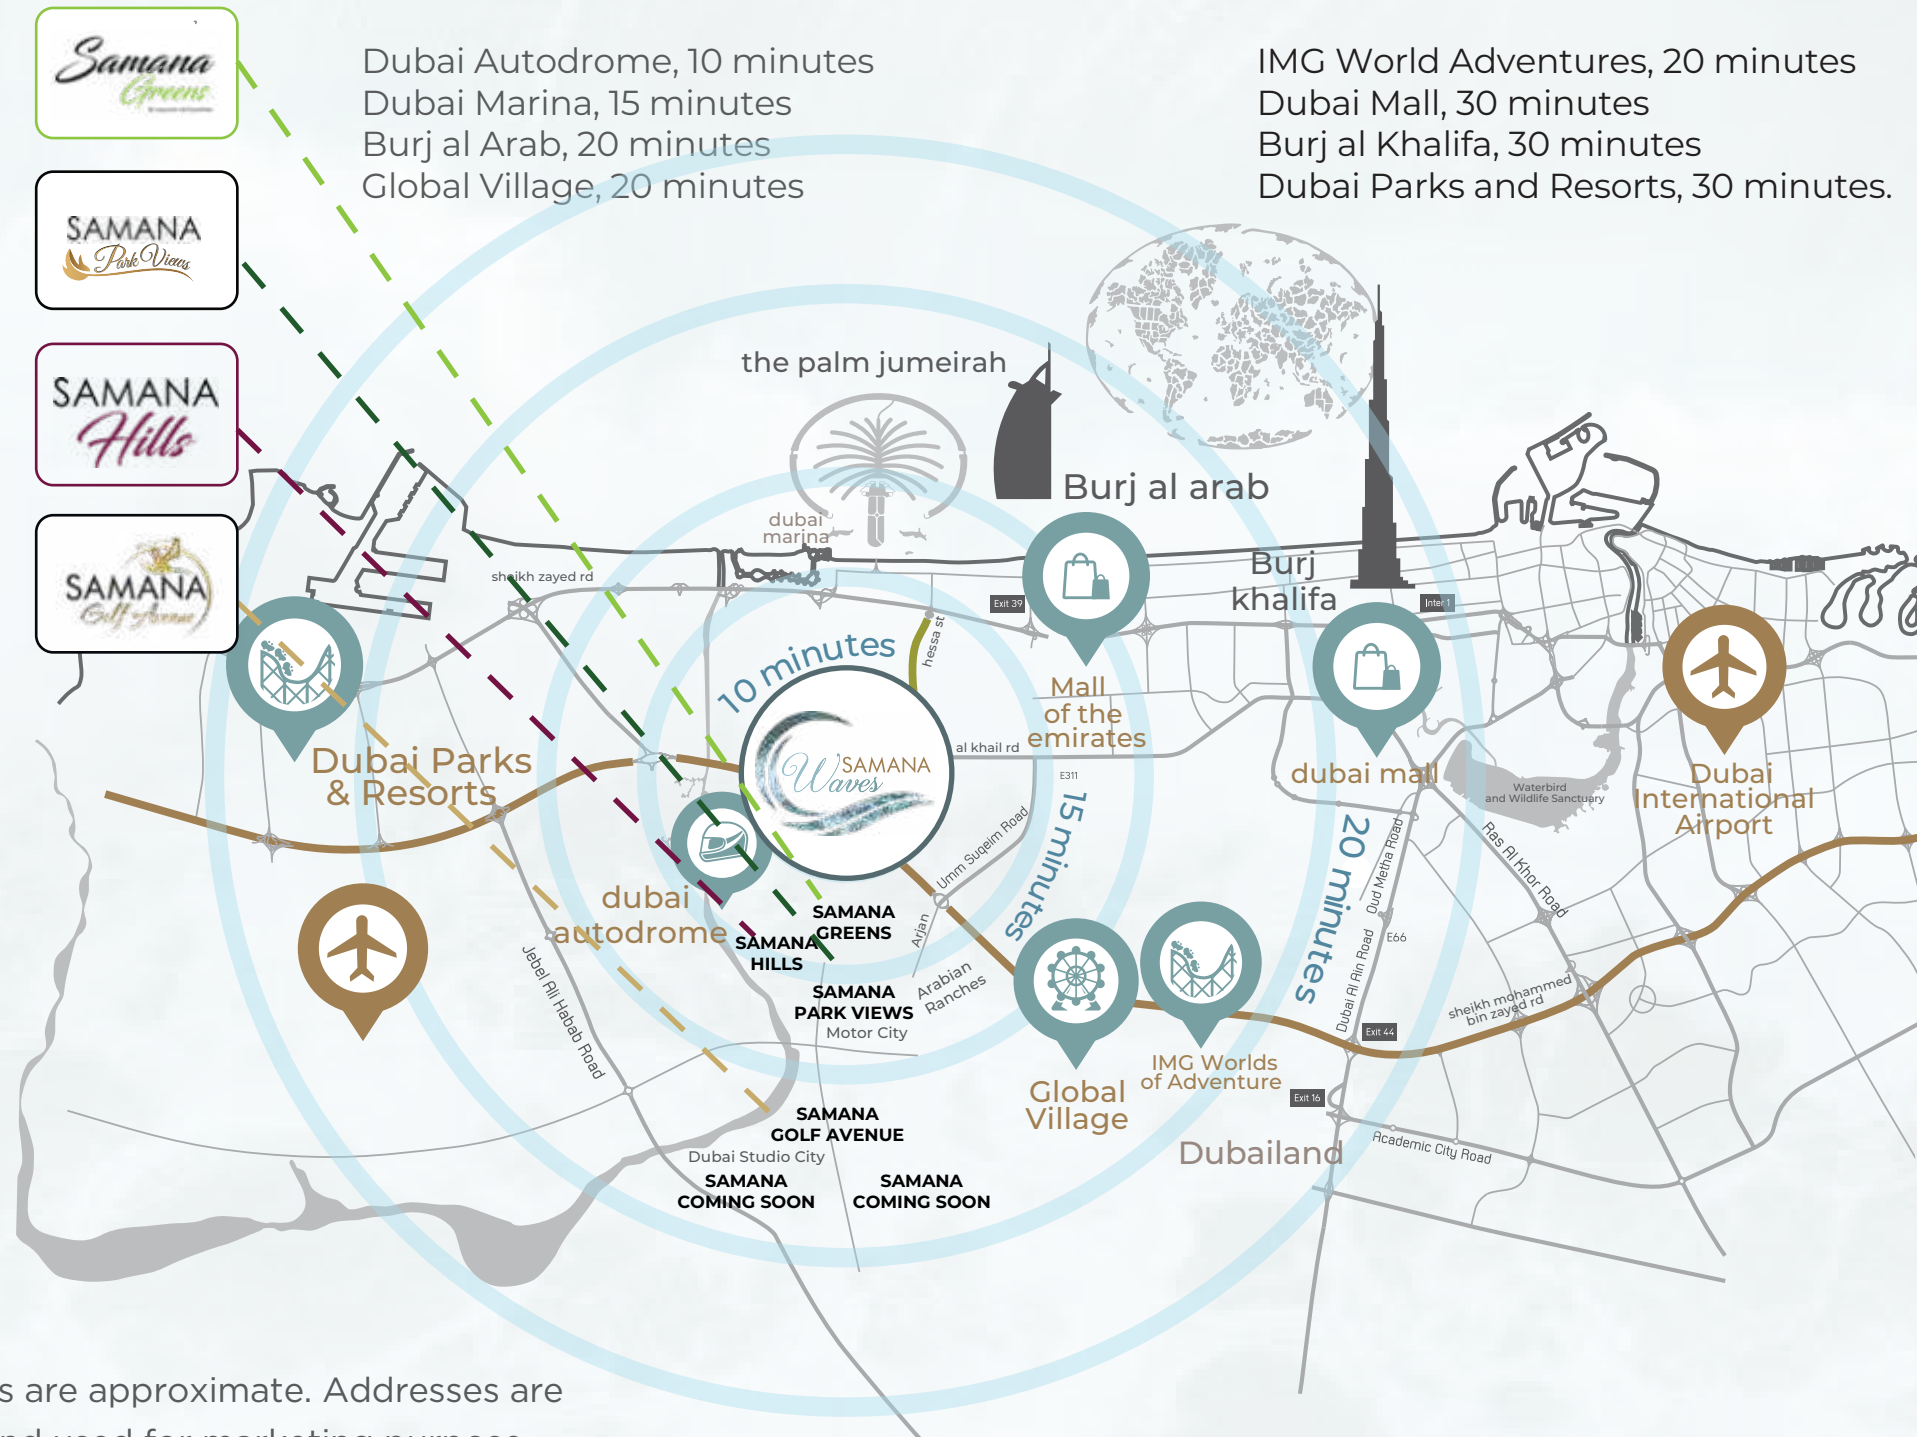 Samana
Greens
SAMANA
Park Views
SAMANA
Hills
SAMANA
Golf Avenue
Dubai Autodrome, 10 minutes
Dubai Marina, 15 minutes
Burj al Arab, 20 minutes
Global Village, 20 minutes
IMG World Adventures, 20 minutes
Dubai Mall, 30 minutes
Burj al Khalifa, 30 minutes
Dubai Parks and Resorts, 30 minutes.
the palm jumeirah
Burj al arab
dubai
marina
sheikh zayed rd
Exit 39
Burj
khalifa
Inter 1
hessa st
10 minutes
Mall
of the
emirates
al khail rd
E311
SAMANA
Waves
Dubai Parks
& Resorts
dubai mall
Waterbird
and Wildlife Sanctuary
Dubai
International
Airport
15 minutes
20 minutes
Umm Suqeim Road
Oud Metha Road
Ras Al Khor Road
dubai
autodrome
SAMANA
GREENS
SAMANA
HILLS
Arjan
Arabian
Ranches
E66
Dubai Al Ain Road
Jebel Ali Habab Road
SAMANA
PARK VIEWS
Motor City
sheikh mohammed
bin zayed rd
Exit 44
IMG Worlds
of Adventure
Global
Village
Exit 16
SAMANA
GOLF AVENUE
Dubai Studio City
Dubailand
Academic City Road
SAMANA
COMING SOON
SAMANA
COMING SOON
s are approximate. Addresses are
nd used for marketing purpose